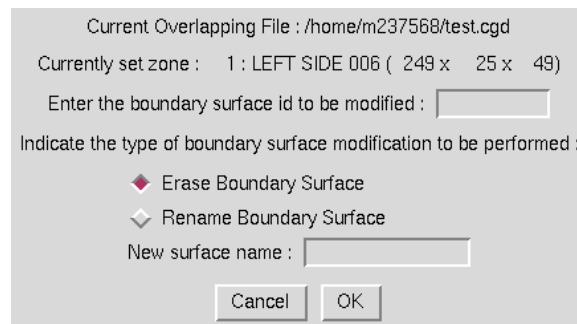 Current Overlapping File : /home/m237568/test.cgd
Currently set zone : 1 : LEFT SIDE 006 ( 249 x 25 x 49)
Enter the boundary surface id to be modified :
Indicate the type of boundary surface modification to be performed :
Erase Boundary Surface
Rename Boundary Surface
New surface name :
Cancel OK